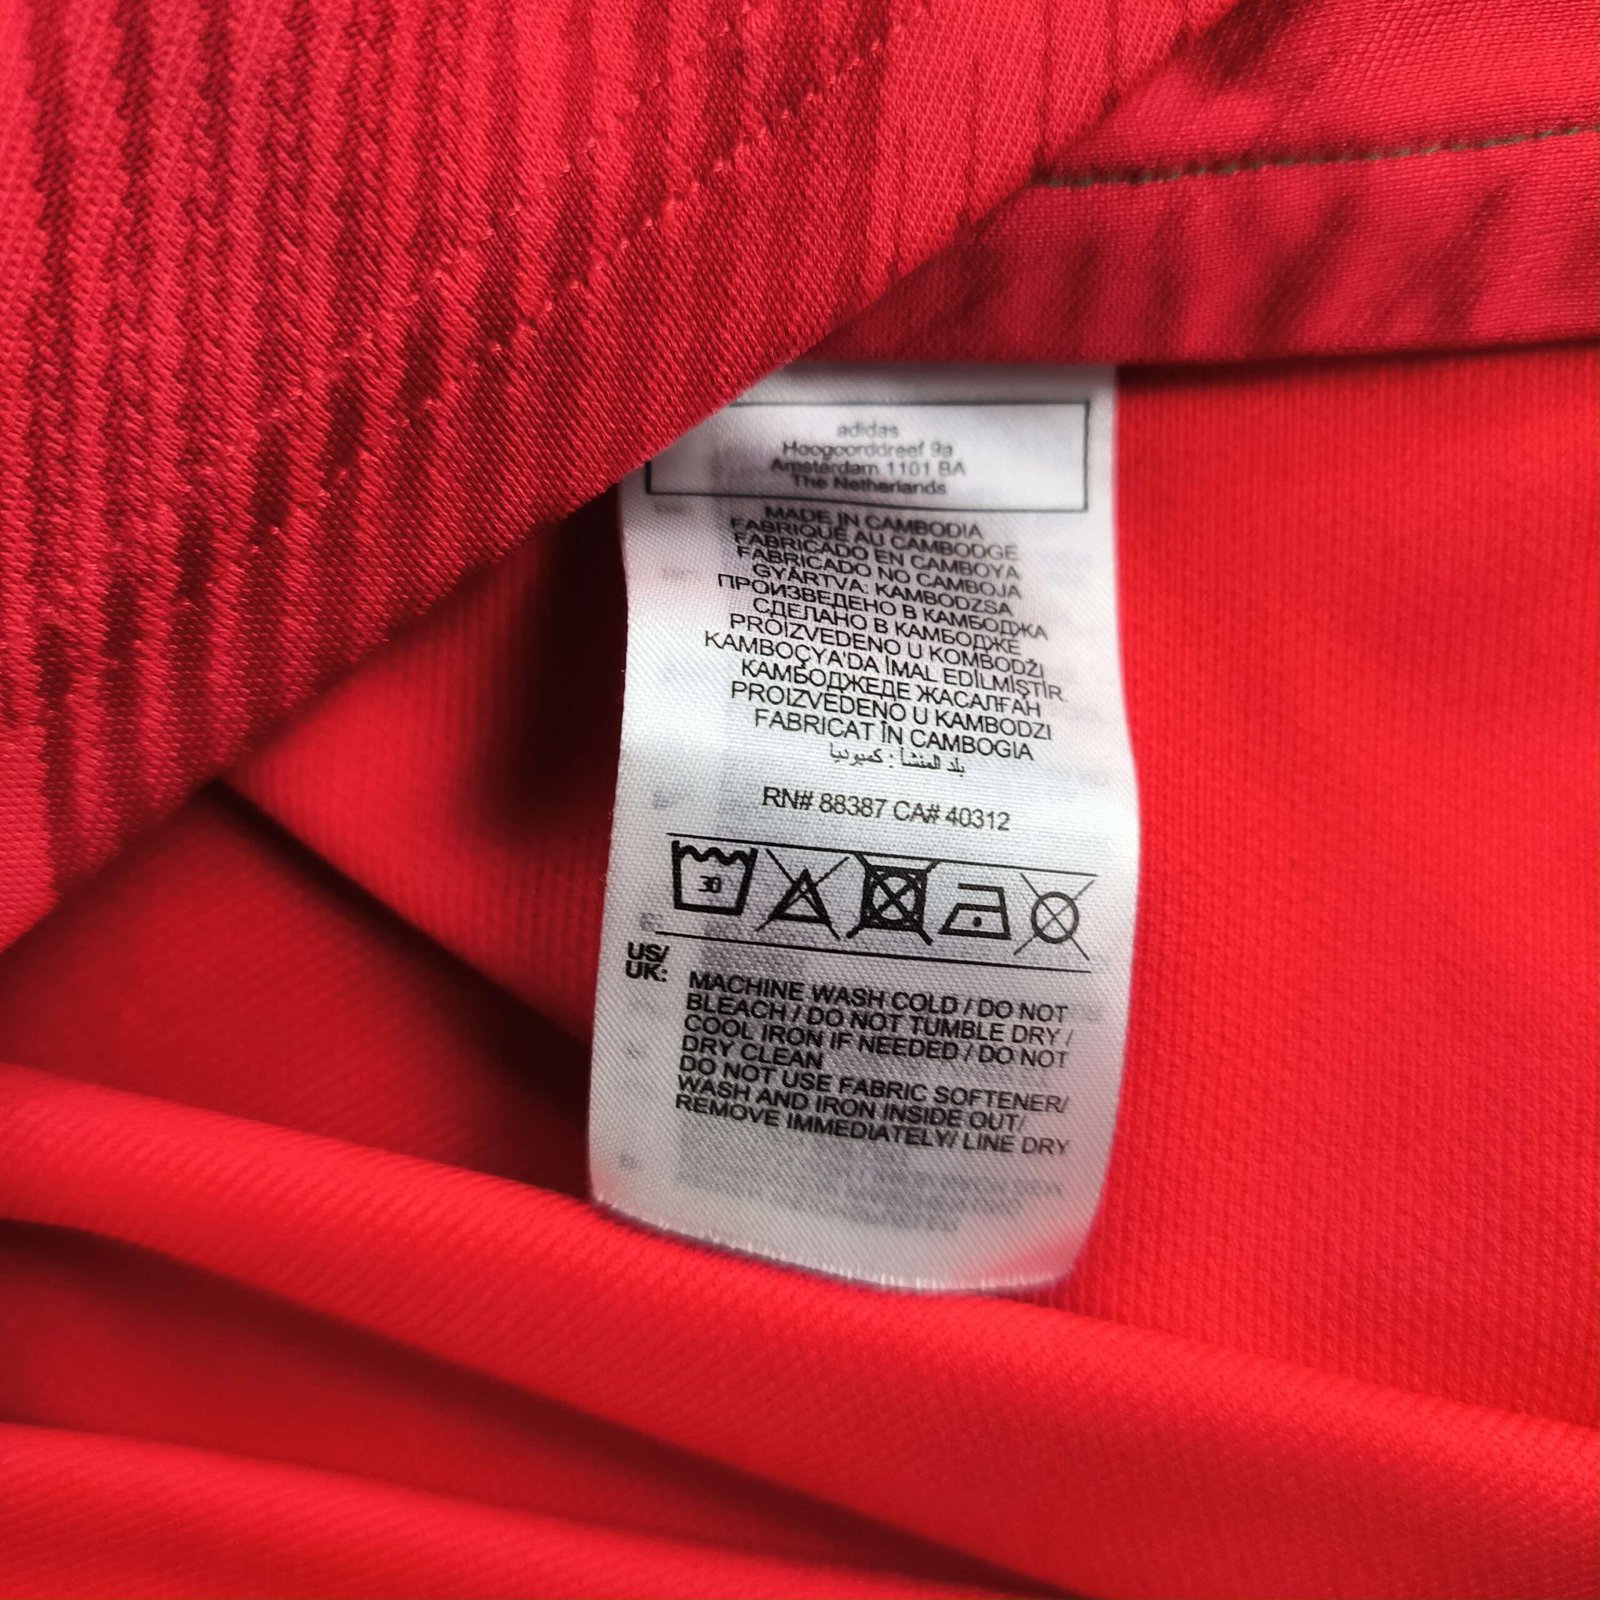 adidas
Hoogoorddreef 9a
Amsterdam 1101 BA
The Netherlands
MADE IN CAMBODIA
FABRIQUÉ AU CAMBODGE
FABRICADO EN CAMBOYA
FABRICADO NO CAMBOJA
GYÁRTVA: KAMBODZSA
ПРОИЗВЕДЕНО В КАМБОДЖА
СДЕЛАНО В КАМБОДЖЕ
PROIZVEDENO U KOMBODŽI
KAMBOÇYA'DA İMAL EDİLMİŞTİR.
КАМБОДЖЕДЕ ЖАСАЛҒАН
PROIZVEDENO U KAMBODZI
FABRICAT ÎN CAMBOGIA
بلد المنشأ : كمبوديا
RN# 88387 CA# 40312
30
US/
UK:
MACHINE WASH COLD / DO NOT
BLEACH / DO NOT TUMBLE DRY /
COOL IRON IF NEEDED / DO NOT
DRY CLEAN
DO NOT USE FABRIC SOFTENER/
WASH AND IRON INSIDE OUT/
REMOVE IMMEDIATELY/ LINE DRY